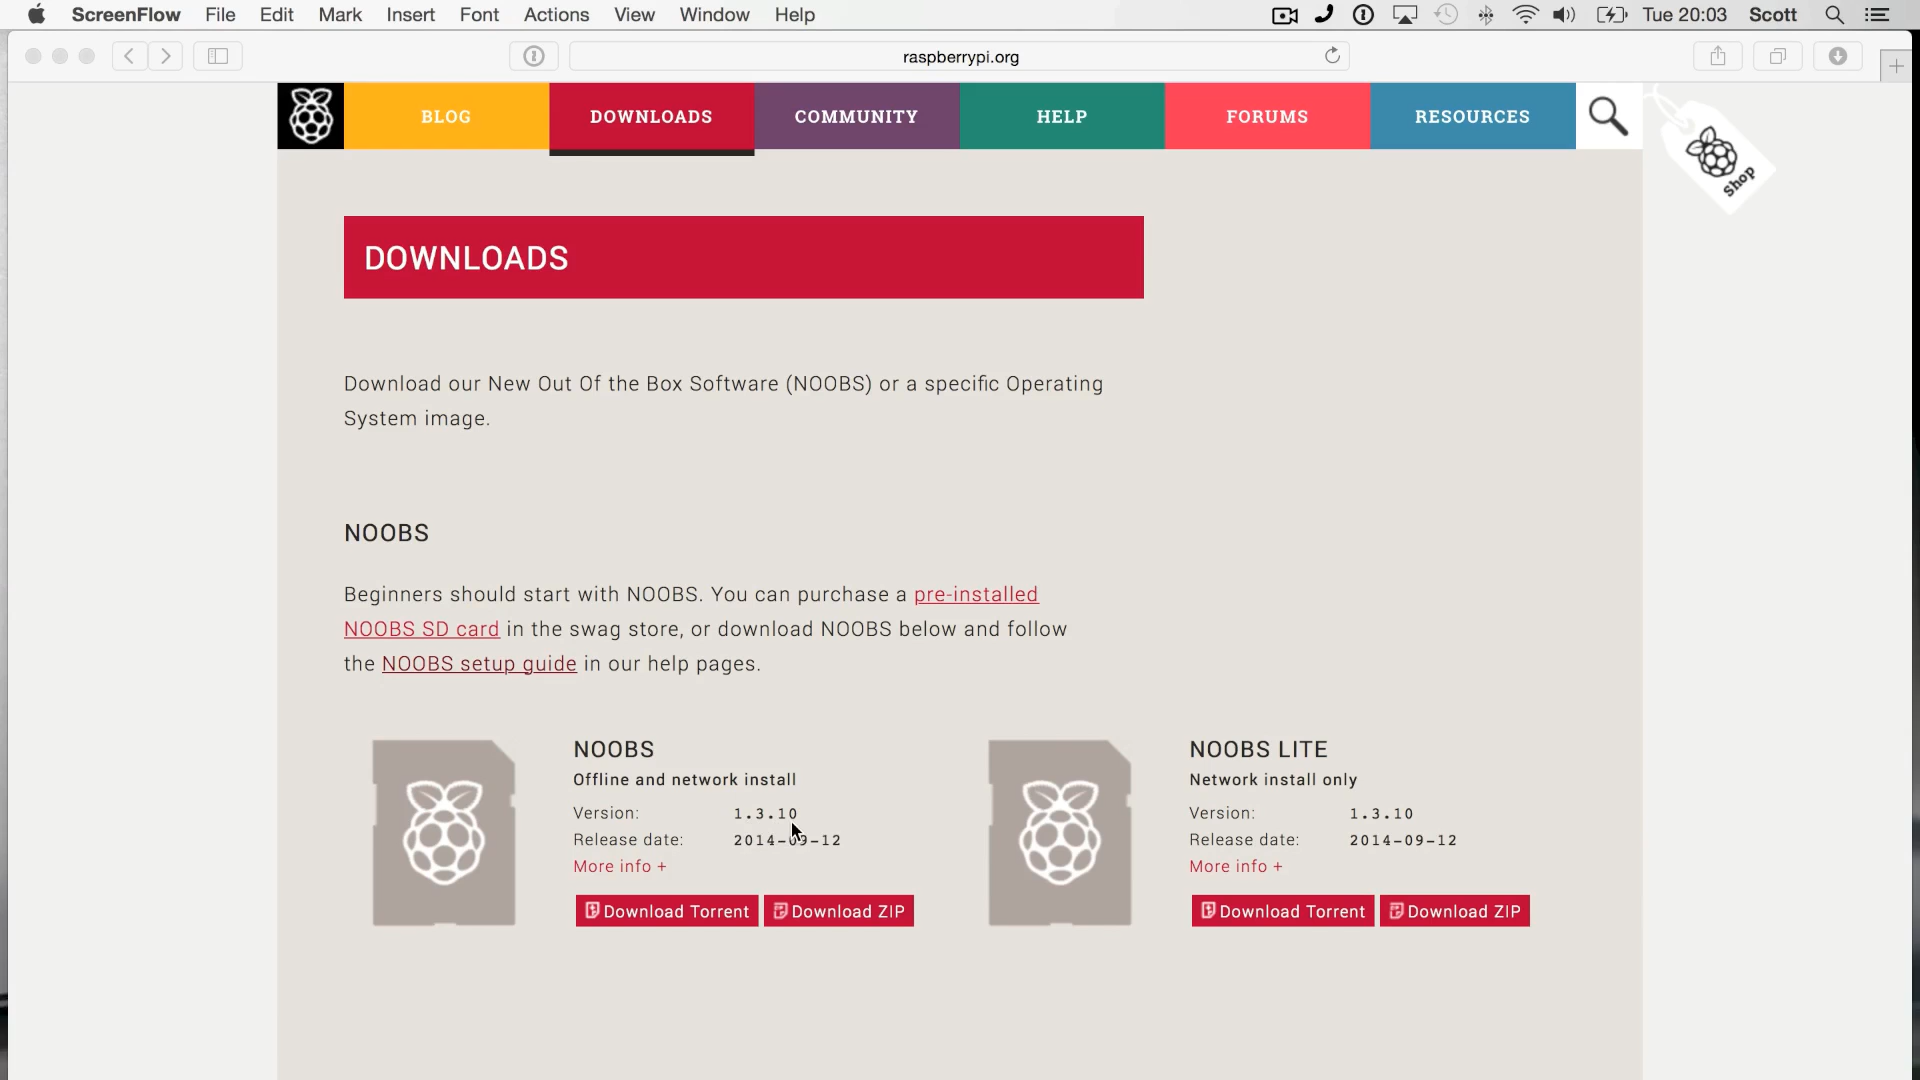 ScreenFlow File Edit Mark Insert Font Actions View Window Help Tue 20:03 Scott
raspberrypi.org
BLOG DOWNLOADS COMMUNITY HELP FORUMS RESOURCES
Shop
DOWNLOADS
Download our New Out Of the Box Software (NOOBS) or a specific Operating
System image.
NOOBS
Beginners should start with NOOBS. You can purchase a pre-installed
NOOBS SD card in the swag store, or download NOOBS below and follow
the NOOBS setup guide in our help pages.
NOOBS
Offline and network install
Version: 1.3.10
Release date: 2014-09-12
More info +
Download Torrent Download ZIP
NOOBS LITE
Network install only
Version: 1.3.10
Release date: 2014-09-12
More info +
Download Torrent Download ZIP